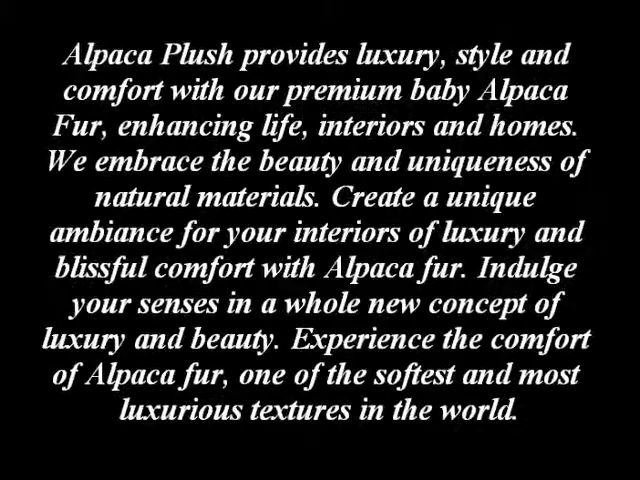 Alpaca Plush provides luxury, style and
comfort with our premium baby Alpaca
Fur, enhancing life, interiors and homes.
We embrace the beauty and uniqueness of
natural materials. Create a unique
ambiance for your interiors of luxury and
blissful comfort with Alpaca fur. Indulge
your senses in a whole new concept of
luxury and beauty. Experience the comfort
of Alpaca fur, one of the softest and most
luxurious textures in the world.